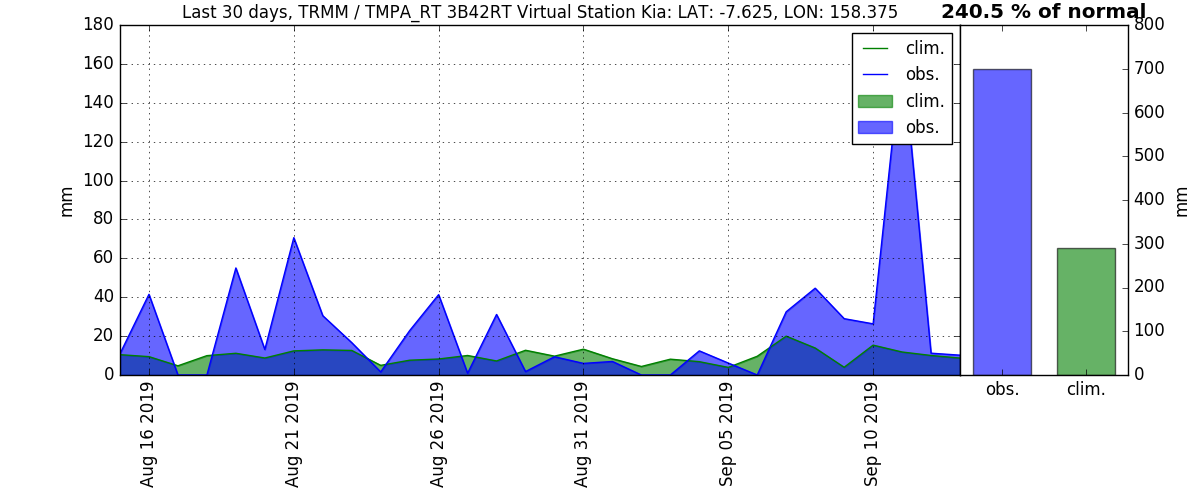 Last 30 days, TRMM / TMPA_RT 3B42RT Virtual Station Kia: LAT: -7.625, LON: 158.375
240.5 % of normal
180
160
140
120
100
80
60
40
20
0
mm
clim.
obs.
clim.
obs.
Aug 16 2019
Aug 21 2019
Aug 26 2019
Aug 31 2019
Sep 05 2019
Sep 10 2019
800
700
600
500
400
300
200
100
0
mm
obs.
clim.